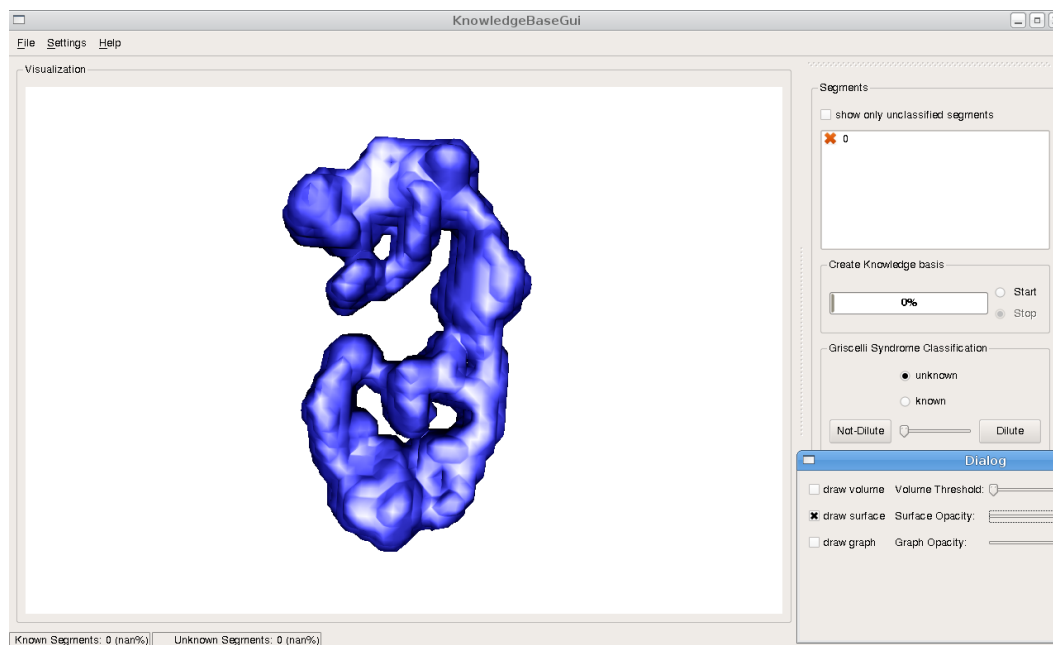 KnowledgeBaseGui
File Settings Help
Visualization
Segments
show only unclassified segments
0
Create Knowledge basis
0%
Start
Stop
Griscelli Syndrome Classification
unknown
known
Not-Dilute
Dilute
Dialog
draw volume Volume Threshold:
draw surface Surface Opacity:
draw graph Graph Opacity:
Known Segments: 0 (nan%) Unknown Segments: 0 (nan%)